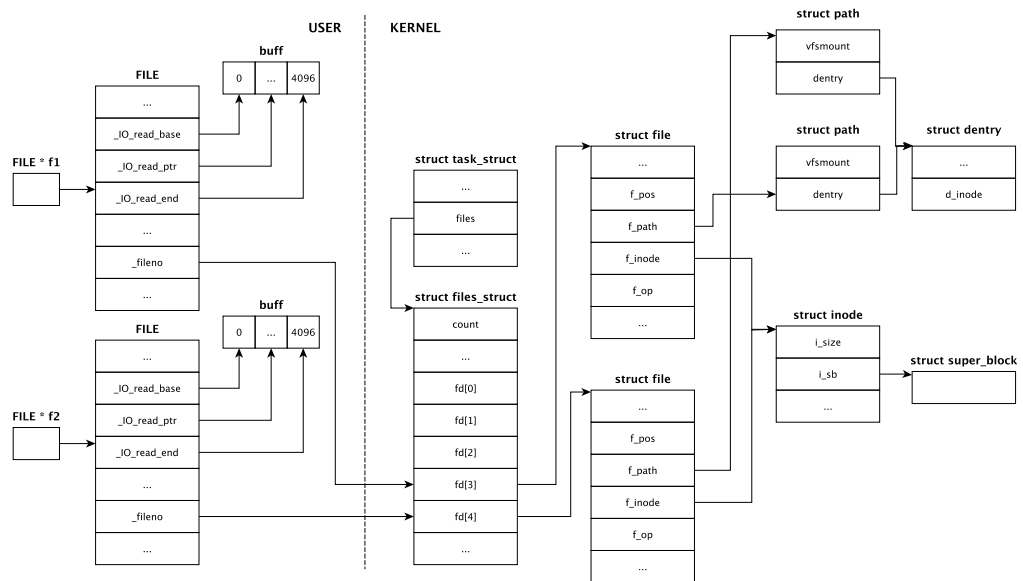 USER
KERNEL
FILE * f1
FILE
...
_IO_read_base
_IO_read_ptr
_IO_read_end
...
_fileno
...
buff
0 ... 4096
FILE * f2
FILE
...
_IO_read_base
_IO_read_ptr
_IO_read_end
...
_fileno
...
buff
0 ... 4096
struct task_struct
...
files
...
struct files_struct
count
...
fd[0]
fd[1]
fd[2]
fd[3]
fd[4]
...
struct file
...
f_pos
f_path
f_inode
f_op
...
struct file
...
f_pos
f_path
f_inode
f_op
...
struct path
vfsmount
dentry
struct path
vfsmount
dentry
struct dentry
...
d_inode
struct inode
i_size
i_sb
...
struct super_block